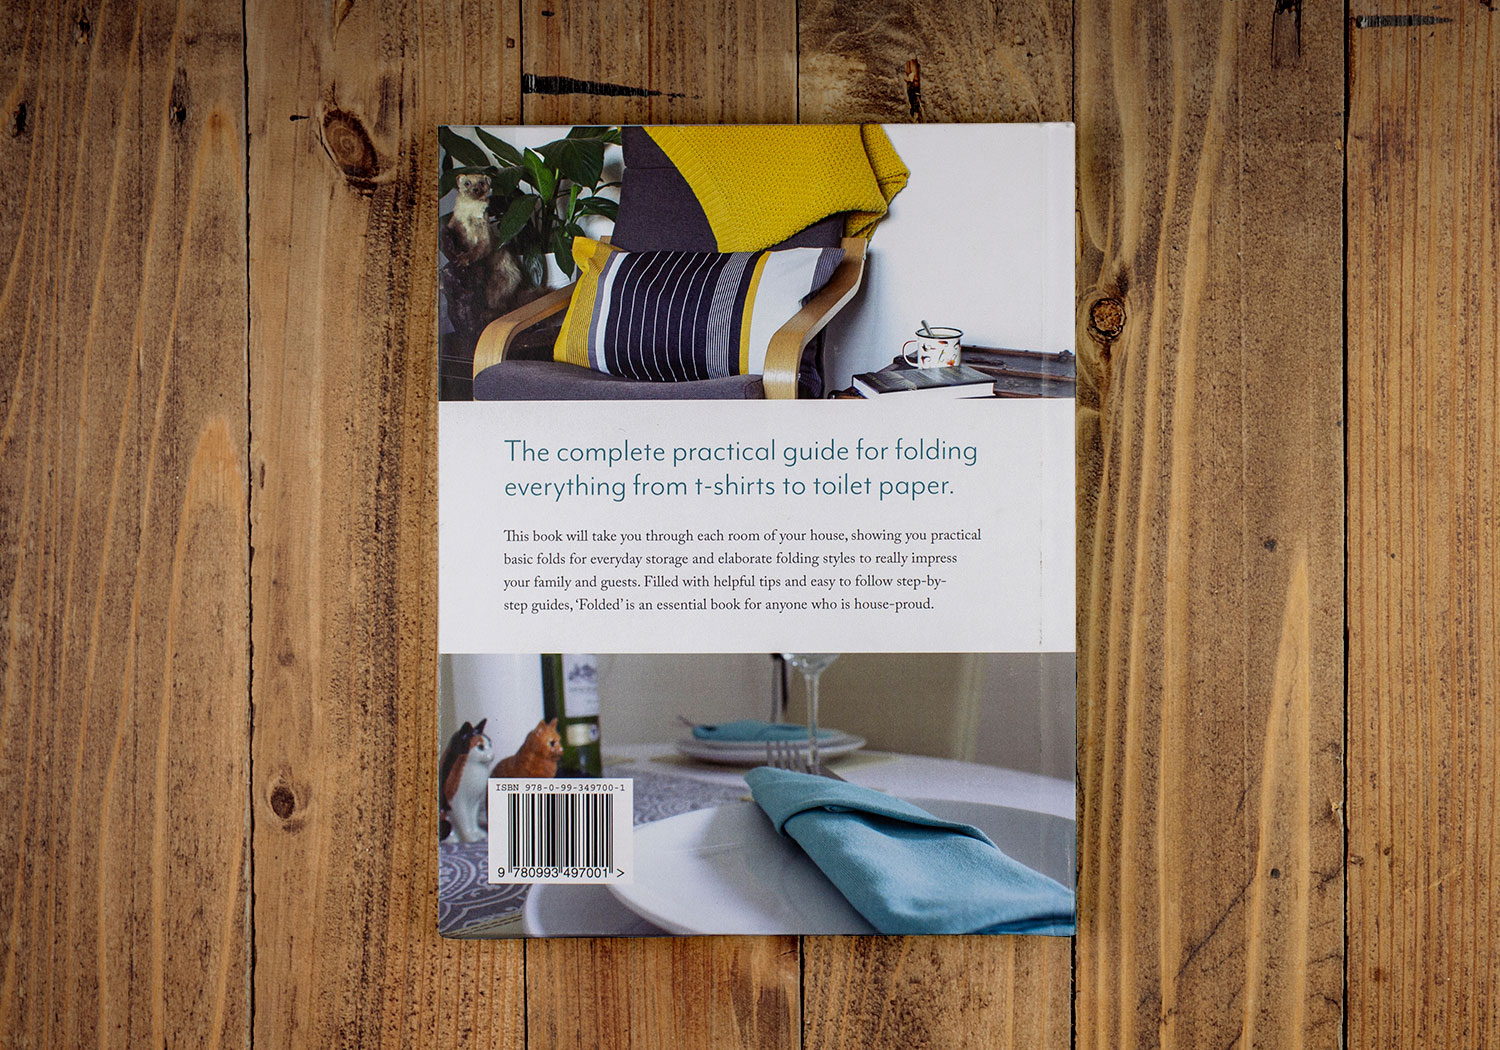 The complete practical guide for folding
everything from t-shirts to toilet paper.
This book will take you through each room of your house, showing you practical
basic folds for everyday storage and elaborate folding styles to really impress
your family and guests. Filled with helpful tips and easy to follow step-by-
step guides, ‘Folded’ is an essential book for anyone who is house-proud.
ISBN 978-0-99-349700-1
9 780993 497001 >